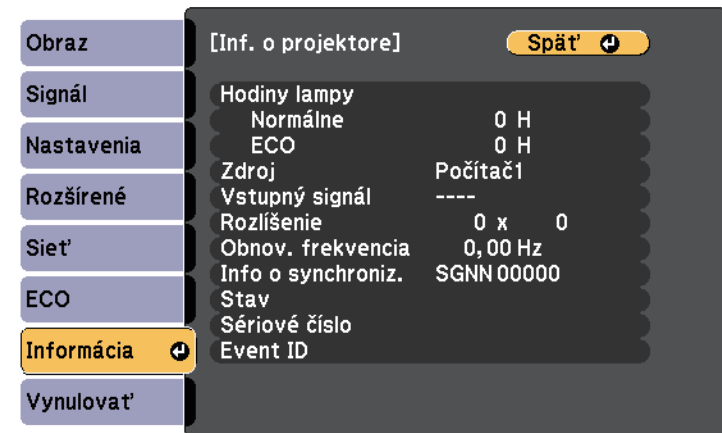 Obraz
Signál
Nastavenia
Rozšírené
Sieť
ECO
Informácia
Vynulovať
[Inf. o projektore]
Späť
Hodiny lampy
Normálne 0 H
ECO 0 H
Zdroj Počítač1
Vstupný signál ----
Rozlíšenie 0 x 0
Obnov. frekvencia 0,00 Hz
Info o synchroniz. SGNN 00000
Stav
Sériové číslo
Event ID